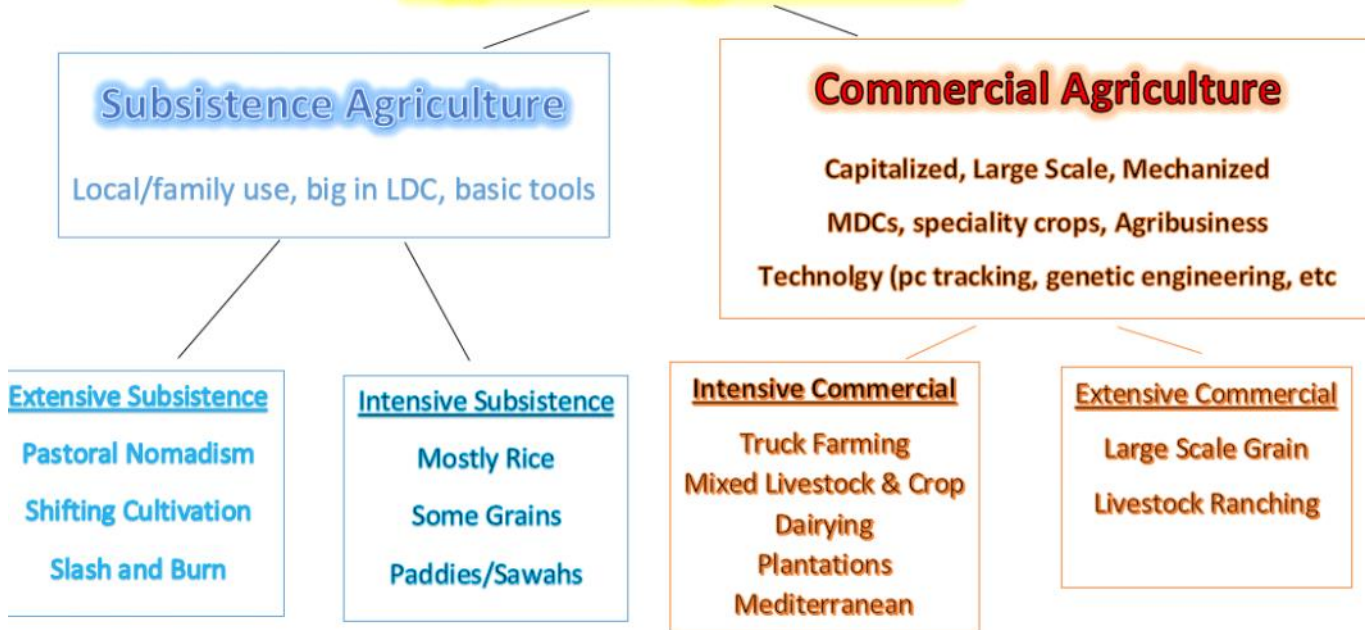 Subsistence Agriculture
Local/family use, big in LDC, basic tools
Commercial Agriculture
Capitalized, Large Scale, Mechanized
MDCs, speciality crops, Agribusiness
Technolgy (pc tracking, genetic engineering, etc
Extensive Subsistence
Pastoral Nomadism
Shifting Cultivation
Slash and Burn
Intensive Subsistence
Mostly Rice
Some Grains
Paddies/Sawahs
Intensive Commercial
Truck Farming
Mixed Livestock & Crop
Dairying
Plantations
Mediterranean
Extensive Commercial
Large Scale Grain
Livestock Ranching